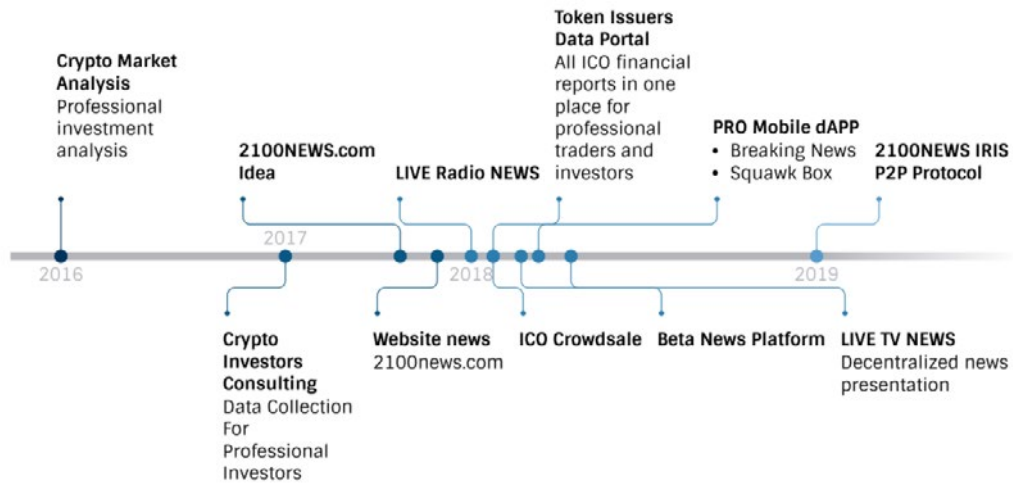 Token Issuers
Data Portal
All ICO financial
reports in one
place for
professional
traders and
investors
Crypto Market
Analysis
Professional
investment
analysis
2100NEWS.com
Idea
LIVE Radio NEWS
PRO Mobile dAPP
• Breaking News
• Squawk Box
2100NEWS IRIS
P2P Protocol
2017
2016
2018
2019
Crypto
Investors
Consulting
Data Collection
For
Professional
Investors
Website news
2100news.com
ICO Crowdsale
Beta News Platform
LIVE TV NEWS
Decentralized news
presentation